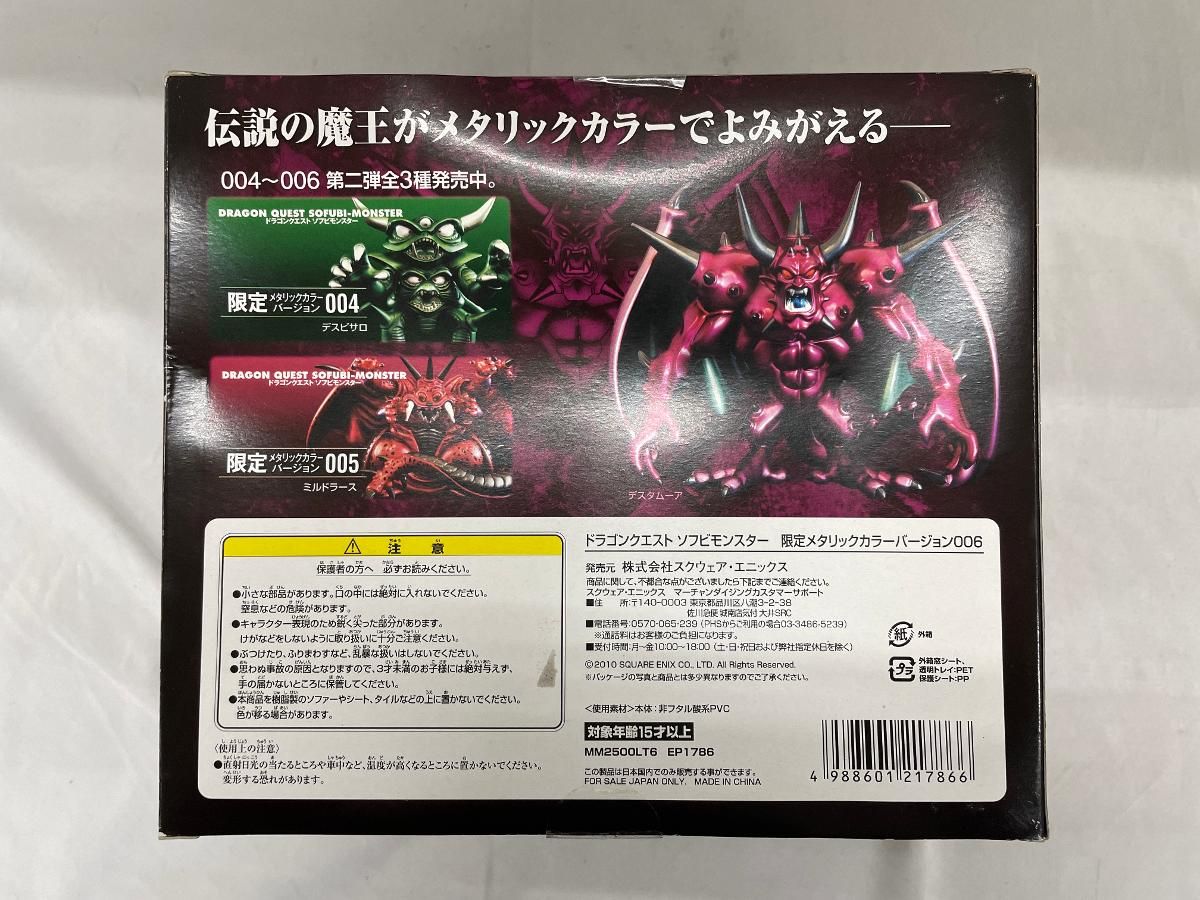 伝説の魔王がメタリックカラーでよみがえる――
004〜006 第二弾全3種発売中。
DRAGON QUEST SOFUBI-MONSTER
ドラゴンクエスト ソフビモンスター
限定 メタリックカラーバージョン 004
デスピサロ
DRAGON QUEST SOFUBI-MONSTER
ドラゴンクエスト ソフビモンスター
限定 メタリックカラーバージョン 005
ミルドラース
デスタムーア
⚠ 注意
保護者の方へ 必ずお読みください。
●小さな部品があります。口の中には絶対に入れないでください。
窒息などの危険があります。
●キャラクター表現のため鋭く尖った部分があります。
けがなどをしないように取り扱いに十分ご注意ください。
●ぶつけたり、ふりまわすなど、乱暴な扱いはしないでください。
●思わぬ事故の原因となりますので、3才未満のお子様には絶対与えず、
手の届かないところに保管してください。
●本商品を樹脂製のソファーやシート、タイルなどの上に置かないでください。
色が移る場合があります。
〈使用上の注意〉
●直射日光の当たるところや車中など、温度が高くなるところに置かないでください。
変形する恐れがあります。
ドラゴンクエスト ソフビモンスター 限定メタリックカラーバージョン006
発売元 株式会社スクウェア・エニックス
商品に関して、不都合な点がございましたら下記までご連絡ください。
スクウェア・エニックス マーチャンダイジングカスタマーサポート
■住 所:〒140-0003 東京都品川区八潮3-2-38
佐川急便 城南店気付 大井SRC
■電話番号:0570-065-239 (PHSからご利用の場合03-3486-5239)
※通話料はお客様のご負担になります。
■受付時間:月〜金10:00〜18:00 (土・日・祝日および弊社指定休日を除く)
© 2010 SQUARE ENIX CO., LTD. All Rights Reserved.
※パッケージの写真と商品とは多少異なりますのでご了承ください。
紙 外箱
プラ 外箱窓シート、
透明トレイ:PET
保護シート:PP
<使用素材>本体:非フタル酸系PVC
対象年齢15才以上
MM2500LT6 EP1786
この製品は日本国内でのみ販売する事ができます。
FOR SALE JAPAN ONLY. MADE IN CHINA
4 988601 217866